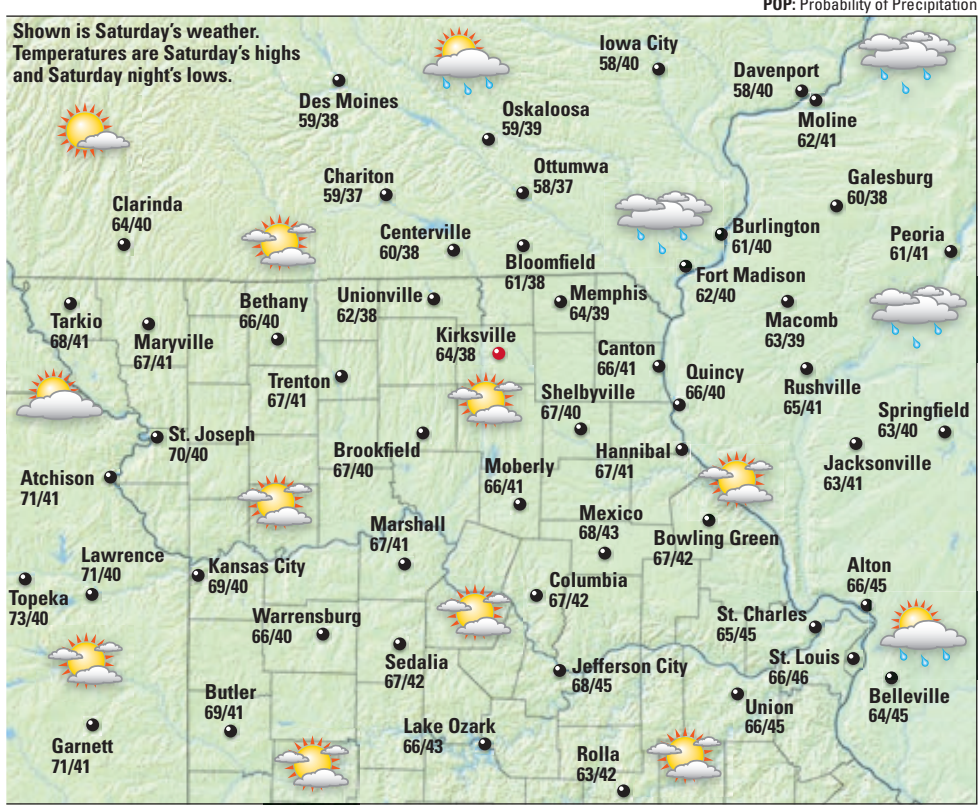 POP: Probability of Precipitation
Shown is Saturday's weather.
Temperatures are Saturday's highs
and Saturday night's lows.
Iowa City
58/40
Davenport
58/40
Des Moines
59/38
Oskaloosa
59/39
Moline
62/41
Ottumwa
58/37
Chariton
59/37
Galesburg
60/38
Clarinda
64/40
Centerville
60/38
Burlington
61/40
Peoria
61/41
Bloomfield
61/38
Fort Madison
62/40
Tarkio
68/41
Maryville
67/41
Bethany
66/40
Unionville
62/38
Memphis
64/39
Macomb
63/39
Kirksville
64/38
Canton
66/41
Trenton
67/41
Quincy
66/40
Shelbyville
67/40
Rushville
65/41
Springfield
63/40
St. Joseph
70/40
Brookfield
67/40
Hannibal
67/41
Jacksonville
63/41
Atchison
71/41
Moberly
66/41
Mexico
68/43
Marshall
67/41
Bowling Green
67/42
Lawrence
71/40
Kansas City
69/40
Columbia
67/42
Alton
66/45
Topeka
73/40
Warrensburg
66/40
St. Charles
65/45
Sedalia
67/42
Jefferson City
68/45
St. Louis
66/46
Butler
69/41
Belleville
64/45
Union
66/45
Lake Ozark
66/43
Garnett
71/41
Rolla
63/42